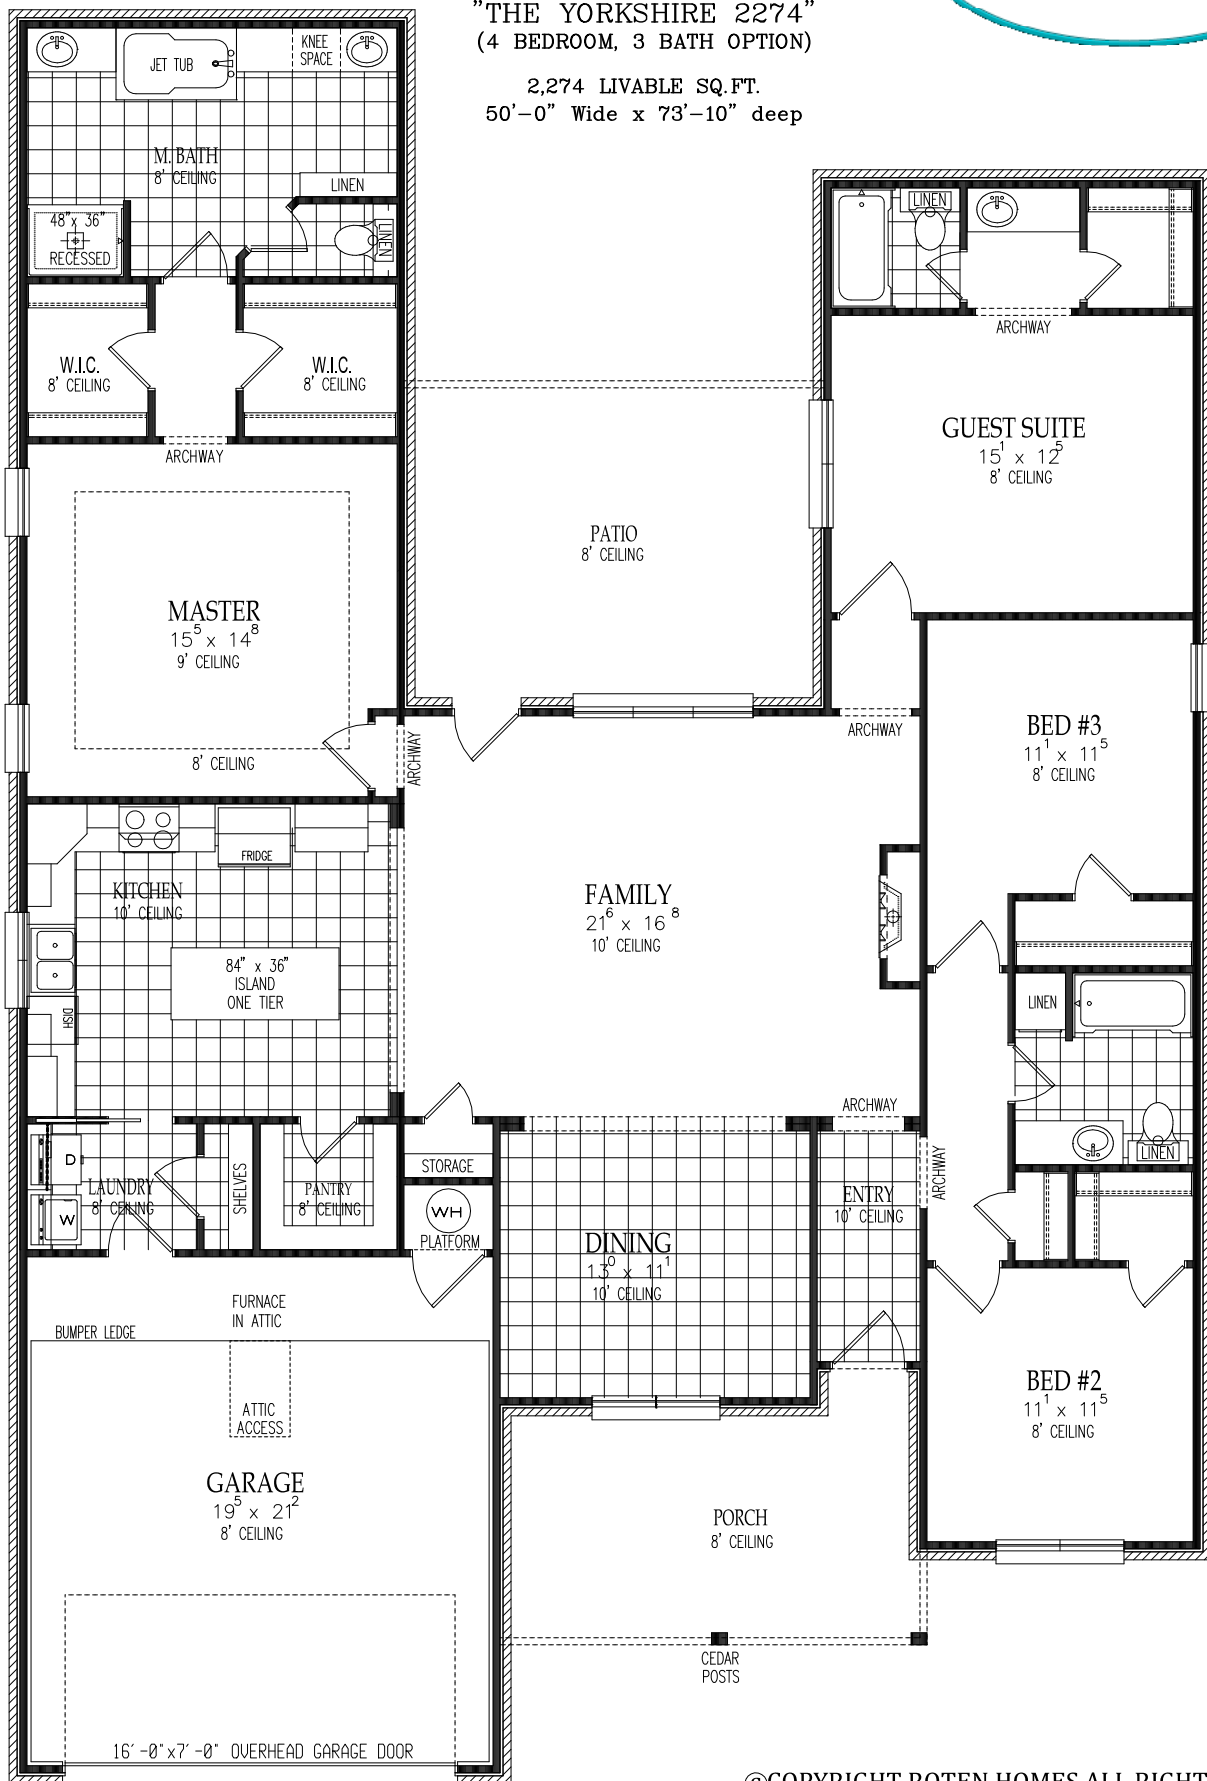 "THE YORKSHIRE 2274"
(4 BEDROOM, 3 BATH OPTION)
2,274 LIVABLE SQ.FT.
50'-0" Wide x 73'-10" deep
JET TUB
KNEE
SPACE
M. BATH
8' CEILING
LINEN
48" x 36"
RECESSED
LINEN
LINEN
ARCHWAY
W.I.C.
8' CEILING
W.I.C.
8' CEILING
ARCHWAY
GUEST SUITE
15¹ x 12⁵
8' CEILING
PATIO
8' CEILING
MASTER
15⁵ x 14⁸
9' CEILING
8' CEILING
ARCHWAY
ARCHWAY
BED #3
11¹ x 11⁵
8' CEILING
FRIDGE
KITCHEN
10' CEILING
FAMILY
21⁶ x 16⁸
10' CEILING
84" x 36"
ISLAND
ONE TIER
DISH
LINEN
ARCHWAY
STORAGE
D
LAUNDRY
8' CEILING
W
SHELVES
PANTRY
8' CEILING
WH
PLATFORM
ENTRY
10' CEILING
ARCHWAY
LINEN
DINING
13⁰ x 11¹
10' CEILING
FURNACE
IN ATTIC
BUMPER LEDGE
ATTIC
ACCESS
BED #2
11¹ x 11⁵
8' CEILING
GARAGE
19⁵ x 21²
8' CEILING
PORCH
8' CEILING
CEDAR
POSTS
16'-0"x7'-0" OVERHEAD GARAGE DOOR
©COPYRIGHT ROTEN HOMES ALL RIGHT